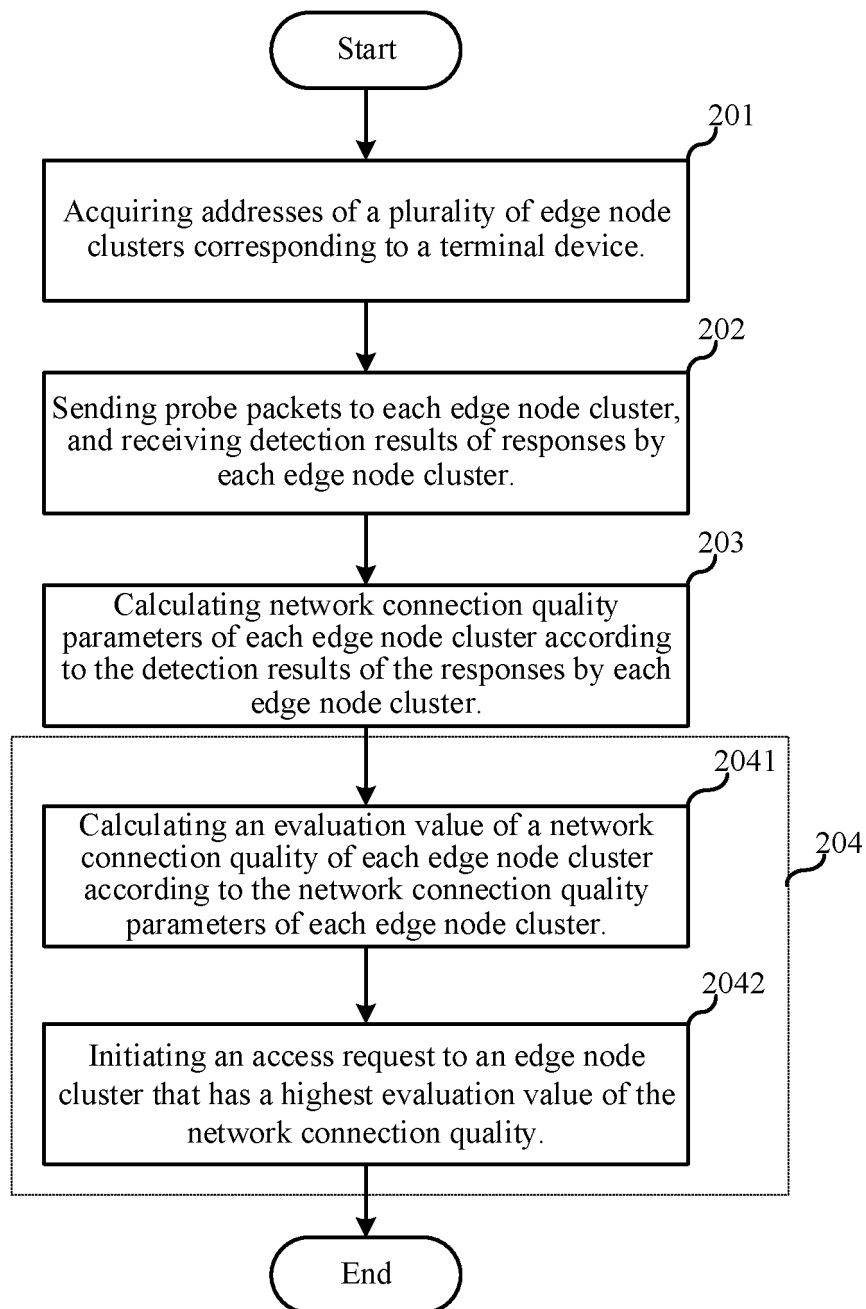 Start
201
Acquiring addresses of a plurality of edge node
clusters corresponding to a terminal device.
202
Sending probe packets to each edge node cluster,
and receiving detection results of responses by
each edge node cluster.
203
Calculating network connection quality
parameters of each edge node cluster according
to the detection results of the responses by each
edge node cluster.
2041
Calculating an evaluation value of a network
connection quality of each edge node cluster
according to the network connection quality
parameters of each edge node cluster.
204
2042
Initiating an access request to an edge node
cluster that has a highest evaluation value of the
network connection quality.
End